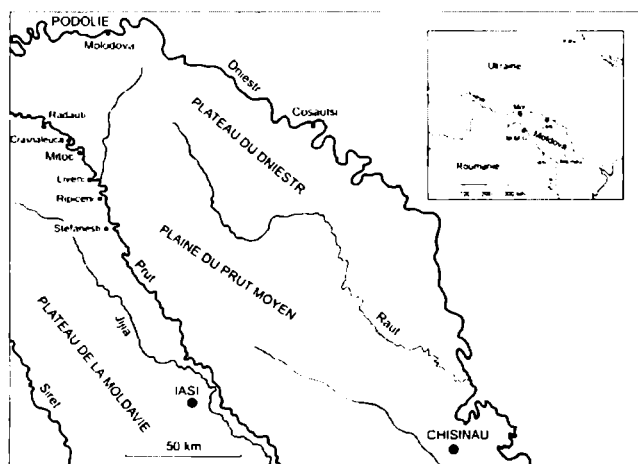 PODOLIE
Molodova
Dniestr
Cosautsi
Radauti
Mitoc
Liveni
Ripiceni
Stefanesti
PLATEAU DU DNIESTR
PLAINE DU PRUT MOYEN
Prut
Jijia
PLATEAU DE LA MOLDAVIE
Siret
Raut
IASI
CHISINAU
50 km
Ukraine
Moldova
Roumanie